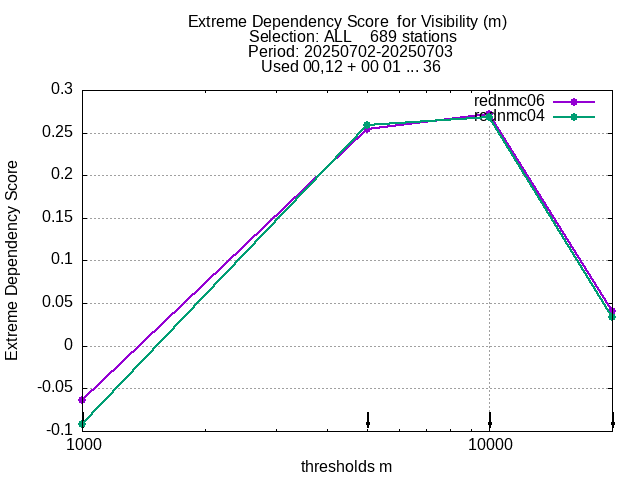 Extreme Dependency Score  for Visibility (m)
Selection: ALL    689 stations
Period: 20250702-20250703
Used 00,12 + 00 01 ... 36
rednmc06
rednmc04
0.3
0.25
0.2
0.15
0.1
0.05
0
-0.05
-0.1
Extreme Dependency Score
1000
10000
thresholds m